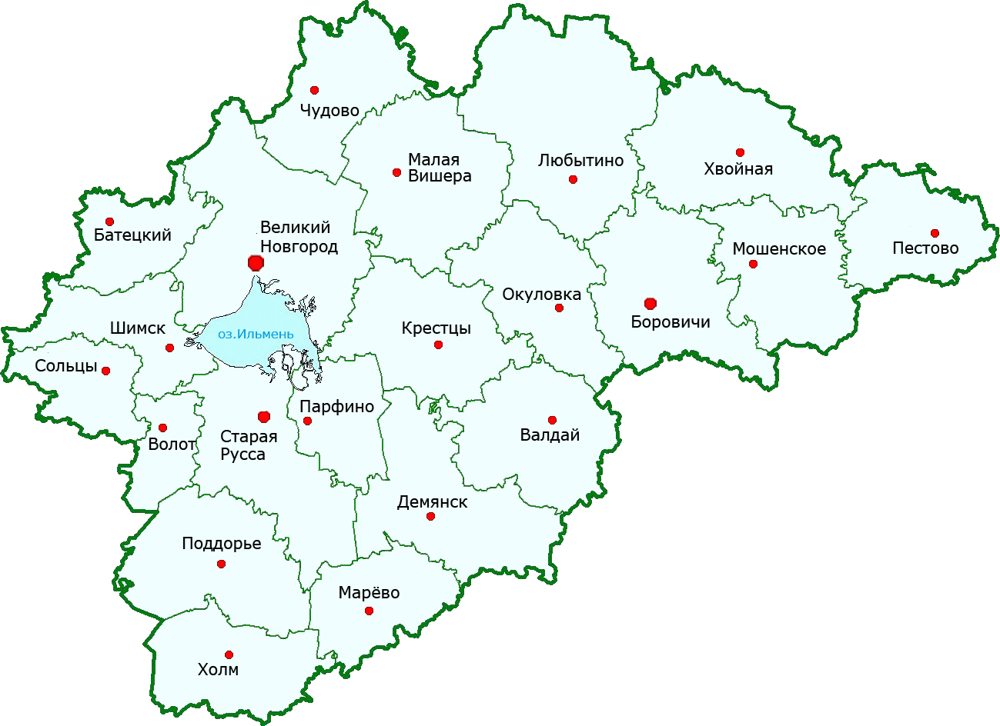 Чудово
Малая
Вишера
Любытино
Хвойная
Батецкий
Великий
Новгород
Мошенское
Пестово
Окуловка
Шимск
оз.Ильмень
Крестцы
Боровичи
Сольцы
Парфино
Волот
Старая
Русса
Валдай
Демянск
Поддорье
Марёво
Холм